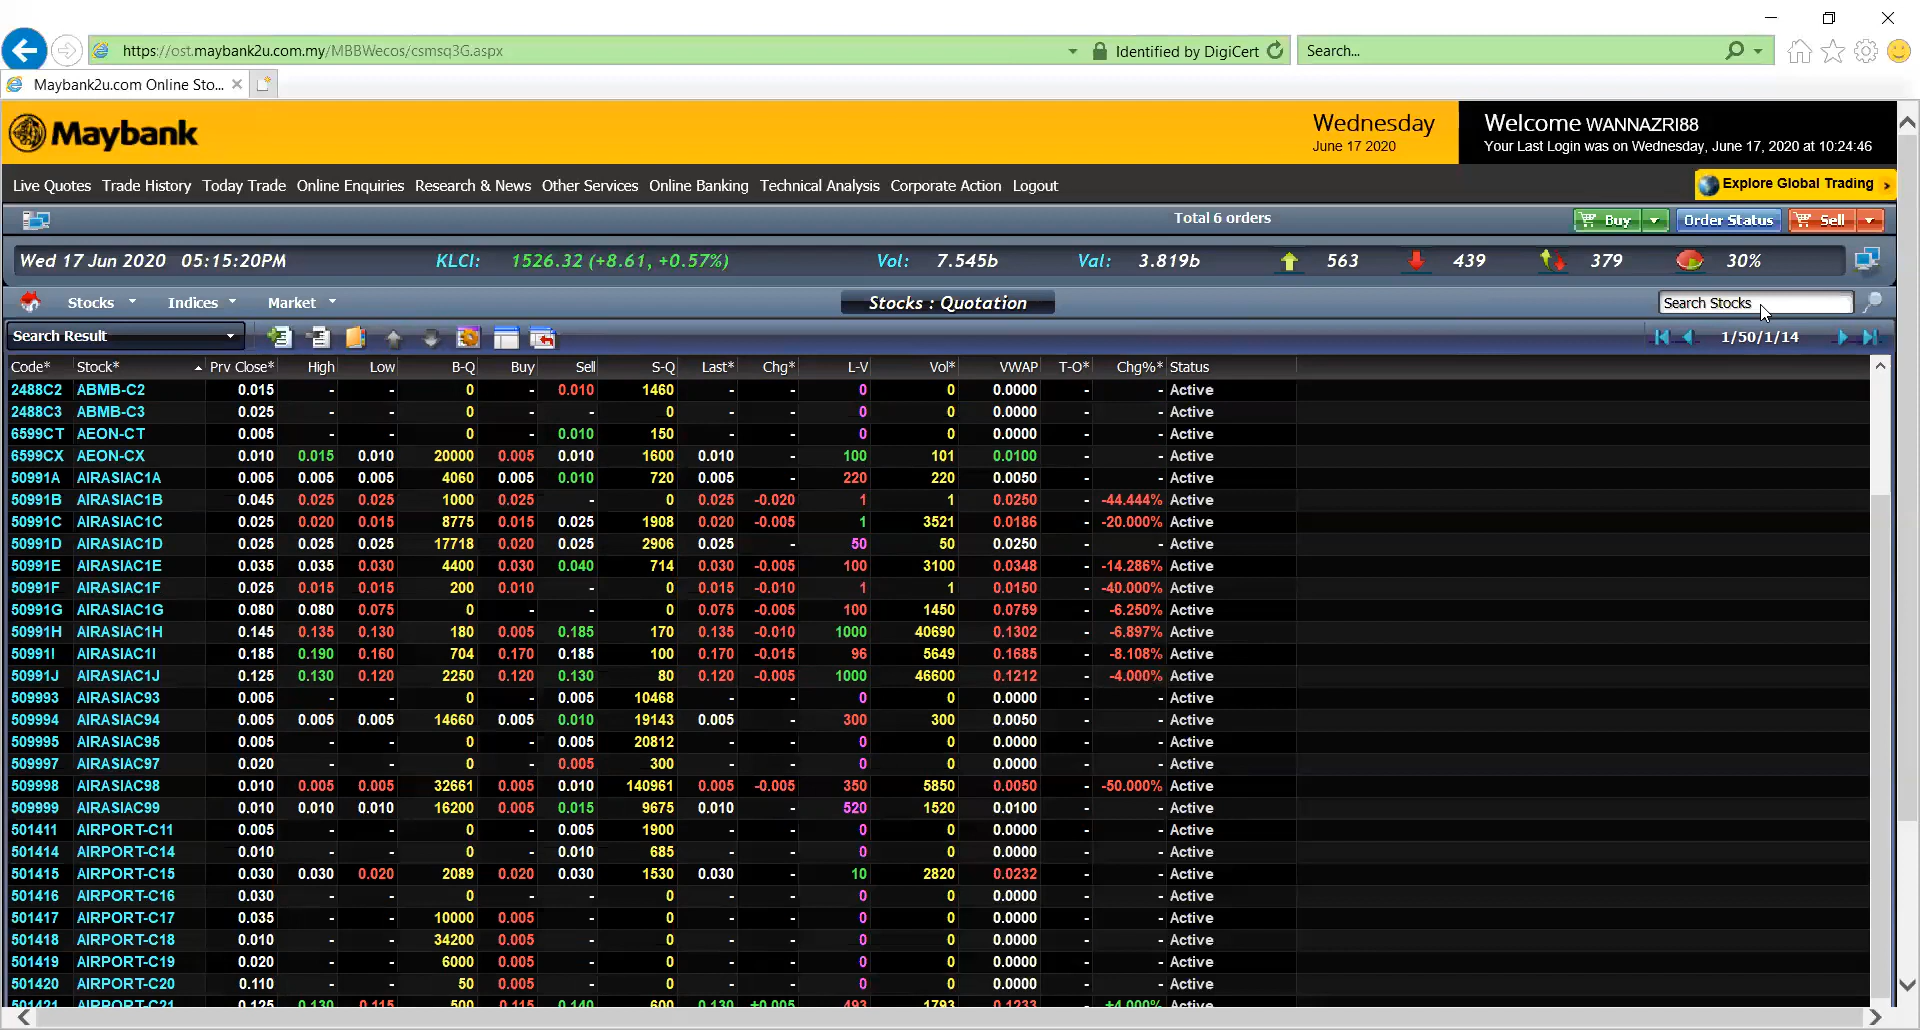 https://ost.maybank2u.com.my/MBBWecos/csmsq3G.aspx Identified by DigiCert Search...
Maybank2u.com Online Sto...
Maybank Wednesday Welcome WANNAZRI88
June 17 2020 Your Last Login was on Wednesday, June 17, 2020 at 10:24:46
Live Quotes Trade History Today Trade Online Enquiries Research & News Other Services Online Banking Technical Analysis Corporate Action Logout Explore Global Trading
Total 6 orders Buy Order Status Sell
Wed 17 Jun 2020 05:15:20PM KLCI: 1526.32 (+8.61, +0.57%) Vol: 7.545b Val: 3.819b 563 439 379 30%
Stocks Indices Market Stocks : Quotation Search Stocks
Search Result 1/50/1/14
Code* Stock* Prv Close* High Low B-Q Buy Sell S-Q Last* Chg* L-V Vol* VWAP T-O* Chg%* Status
2488C2 ABMB-C2 0.015 - - 0 - 0.010 1460 - - 0 0 0.0000 - - Active
2488C3 ABMB-C3 0.025 - - 0 - - 0 - - 0 0 0.0000 - - Active
6599CT AEON-CT 0.005 - - 0 - 0.010 150 - - 0 0 0.0000 - - Active
6599CX AEON-CX 0.010 0.015 0.010 20000 0.005 0.010 1600 0.010 - 100 101 0.0100 - - Active
50991A AIRASIAC1A 0.005 0.005 0.005 4060 0.005 0.010 720 0.005 - 220 220 0.0050 - - Active
50991B AIRASIAC1B 0.045 0.025 0.025 1000 0.025 - 0 0.025 -0.020 1 1 0.0250 - -44.444% Active
50991C AIRASIAC1C 0.025 0.020 0.015 8775 0.015 0.025 1908 0.020 -0.005 1 3521 0.0186 - -20.000% Active
50991D AIRASIAC1D 0.025 0.025 0.025 17718 0.020 0.025 2906 0.025 - 50 50 0.0250 - - Active
50991E AIRASIAC1E 0.035 0.035 0.030 4400 0.030 0.040 714 0.030 -0.005 100 3100 0.0348 - -14.286% Active
50991F AIRASIAC1F 0.025 0.015 0.015 200 0.010 - 0 0.015 -0.010 1 1 0.0150 - -40.000% Active
50991G AIRASIAC1G 0.080 0.080 0.075 0 - - 0 0.075 -0.005 100 1450 0.0759 - -6.250% Active
50991H AIRASIAC1H 0.145 0.135 0.130 180 0.005 0.185 170 0.135 -0.010 1000 40690 0.1302 - -6.897% Active
50991I AIRASIAC1I 0.185 0.190 0.160 704 0.170 0.185 100 0.170 -0.015 96 5649 0.1685 - -8.108% Active
50991J AIRASIAC1J 0.125 0.130 0.120 2250 0.120 0.130 80 0.120 -0.005 1000 46600 0.1212 - -4.000% Active
509993 AIRASIAC93 0.005 - - 0 - 0.005 10468 - - 0 0 0.0000 - - Active
509994 AIRASIAC94 0.005 0.005 0.005 14660 0.005 0.010 19143 0.005 - 300 300 0.0050 - - Active
509995 AIRASIAC95 0.005 - - 0 - 0.005 20812 - - 0 0 0.0000 - - Active
509997 AIRASIAC97 0.020 - - 0 - 0.005 300 - - 0 0 0.0000 - - Active
509998 AIRASIAC98 0.010 0.005 0.005 32661 0.005 0.010 140961 0.005 -0.005 350 5850 0.0050 - -50.000% Active
509999 AIRASIAC99 0.010 0.010 0.010 16200 0.005 0.015 9675 0.010 - 520 1520 0.0100 - - Active
501411 AIRPORT-C11 0.005 - - 0 - 0.005 1900 - - 0 0 0.0000 - - Active
501414 AIRPORT-C14 0.010 - - 0 - 0.010 685 - - 0 0 0.0000 - - Active
501415 AIRPORT-C15 0.030 0.030 0.020 2089 0.020 0.030 1530 0.030 - 10 2820 0.0232 - - Active
501416 AIRPORT-C16 0.030 - - 0 - - 0 - - 0 0 0.0000 - - Active
501417 AIRPORT-C17 0.035 - - 10000 0.005 - 0 - - 0 0 0.0000 - - Active
501418 AIRPORT-C18 0.010 - - 34200 0.005 - 0 - - 0 0 0.0000 - - Active
501419 AIRPORT-C19 0.020 - - 6000 0.005 - 0 - - 0 0 0.0000 - - Active
501420 AIRPORT-C20 0.110 - - 50 0.005 - 0 - - 0 0 0.0000 - - Active
501421 AIRPORT-C21 0.125 0.130 0.115 500 0.115 0.140 600 0.130 +0.005 493 1793 0.1233 - +4.000% Active